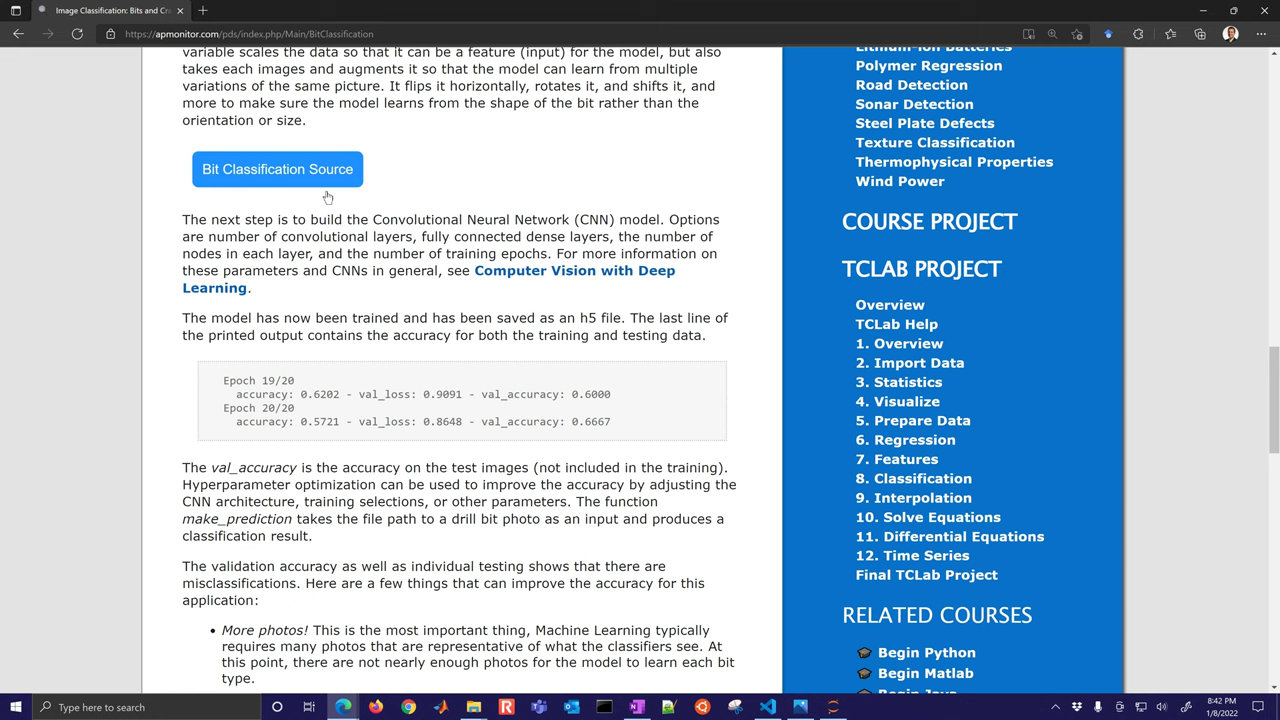 Image Classification: Bits and Cra
https://apmonitor.com/pds/index.php/Main/BitClassification
variable scales the data so that it can be a feature (input) for the model, but also
takes each images and augments it so that the model can learn from multiple
variations of the same picture. It flips it horizontally, rotates it, and shifts it, and
more to make sure the model learns from the shape of the bit rather than the
orientation or size.
Bit Classification Source
The next step is to build the Convolutional Neural Network (CNN) model. Options
are number of convolutional layers, fully connected dense layers, the number of
nodes in each layer, and the number of training epochs. For more information on
these parameters and CNNs in general, see Computer Vision with Deep
Learning.
The model has now been trained and has been saved as an h5 file. The last line of
the printed output contains the accuracy for both the training and testing data.
Epoch 19/20
accuracy: 0.6202 - val_loss: 0.9091 - val_accuracy: 0.6000
Epoch 20/20
accuracy: 0.5721 - val_loss: 0.8648 - val_accuracy: 0.6667
The val_accuracy is the accuracy on the test images (not included in the training).
Hyperparameter optimization can be used to improve the accuracy by adjusting the
CNN architecture, training selections, or other parameters. The function
make_prediction takes the file path to a drill bit photo as an input and produces a
classification result.
The validation accuracy as well as individual testing shows that there are
misclassifications. Here are a few things that can improve the accuracy for this
application:
• More photos! This is the most important thing, Machine Learning typically
requires many photos that are representative of what the classifiers see. At
this point, there are not nearly enough photos for the model to learn each bit
type.
Lithium-ion Batteries
Polymer Regression
Road Detection
Sonar Detection
Steel Plate Defects
Texture Classification
Thermophysical Properties
Wind Power
COURSE PROJECT
TCLAB PROJECT
Overview
TCLab Help
1. Overview
2. Import Data
3. Statistics
4. Visualize
5. Prepare Data
6. Regression
7. Features
8. Classification
9. Interpolation
10. Solve Equations
11. Differential Equations
12. Time Series
Final TCLab Project
RELATED COURSES
Begin Python
Begin Matlab
Begin Java
Type here to search
8:42 PM
1/8/2022